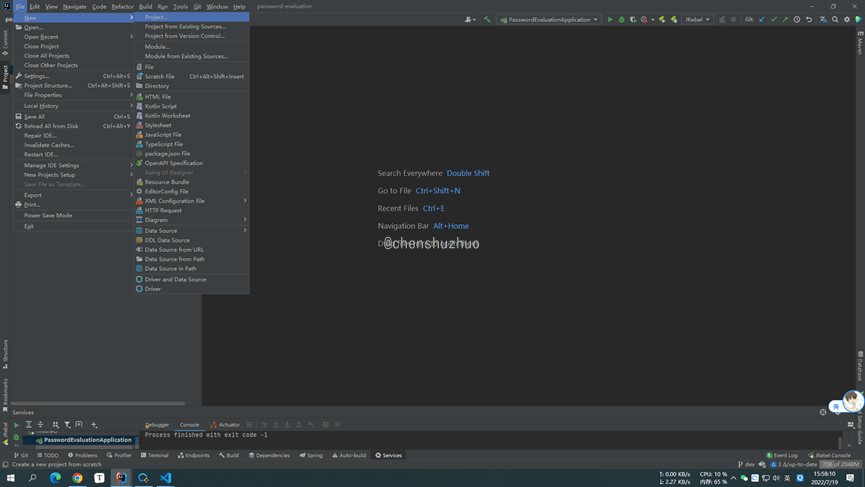 File Edit View Navigate Code Refactor Build Run Tools Git Window Help password-evaluation
PasswordEvaluationApplication JRebel Git:
New
Open...
Open Recent
Close Project
Close All Projects
Close Other Projects
Settings... Ctrl+Alt+S
Project Structure... Ctrl+Alt+Shift+S
File Properties
Local History
Save All Ctrl+S
Reload All from Disk Ctrl+Alt+Y
Repair IDE...
Invalidate Caches...
Restart IDE...
Manage IDE Settings
New Projects Setup
Save File as Template...
Export
Print...
Power Save Mode
Exit
Project...
Project from Existing Sources...
Project from Version Control...
Module...
Module from Existing Sources...
File
Scratch File Ctrl+Alt+Shift+Insert
Directory
HTML File
Kotlin Script
Kotlin Worksheet
Stylesheet
JavaScript File
TypeScript File
package.json File
OpenAPI Specification
Swing UI Designer
Resource Bundle
EditorConfig File
XML Configuration File
HTTP Request
Diagram
Data Source
DDL Data Source
Data Source from URL
Data Source from Path
Data Source in Path
Driver and Data Source
Driver
Commit
Project
Structure
Bookmarks
JRebel
Search Everywhere Double Shift
Go to File Ctrl+Shift+N
Recent Files Ctrl+E
Navigation Bar Alt+Home
@chenshuzhuo
Maven
Database
JRebel Setup Guide
英
Services
Debugger Console Actuator
PasswordEvaluationApplication
Process finished with exit code -1
Git TODO Problems Profiler Terminal Endpoints Build Dependencies Spring Auto-build Services Event Log JRebel Console
Create a new project from scratch dev 3 Δ/up-to-date 708 of 2048M
↑: 0.00 KB/s
↓: 2.27 KB/s
CPU: 10 %
内存: 65 %
英
15:58:10
2022/7/19